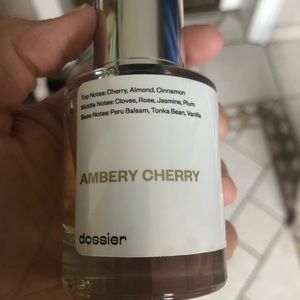 Top Notes: Cherry, Almond, Cinnamon
Middle Notes: Cloves, Rose, Jasmine, Plum
Base Notes: Peru Balsam, Tonka Bean, Vanilla
AMBERY CHERRY
dossier